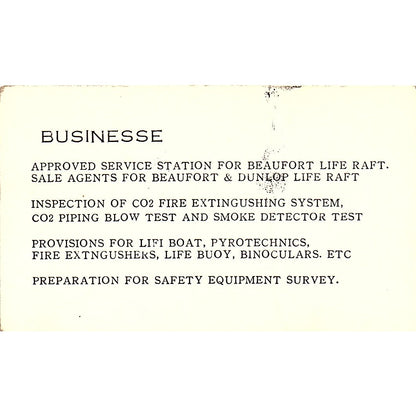 BUSINESSE
APPROVED SERVICE STATION FOR BEAUFORT LIFE RAFT.
SALE AGENTS FOR BEAUFORT & DUNLOP LIFE RAFT
INSPECTION OF CO2 FIRE EXTINGUSHING SYSTEM,
CO2 PIPING BLOW TEST AND SMOKE DETECTOR TEST
PROVISIONS FOR LIFI BOAT, PYROTECHNICS,
FIRE EXTNGUSHERS, LIFE BUOY, BINOCULARS. ETC
PREPARATION FOR SAFETY EQUIPMENT SURVEY.